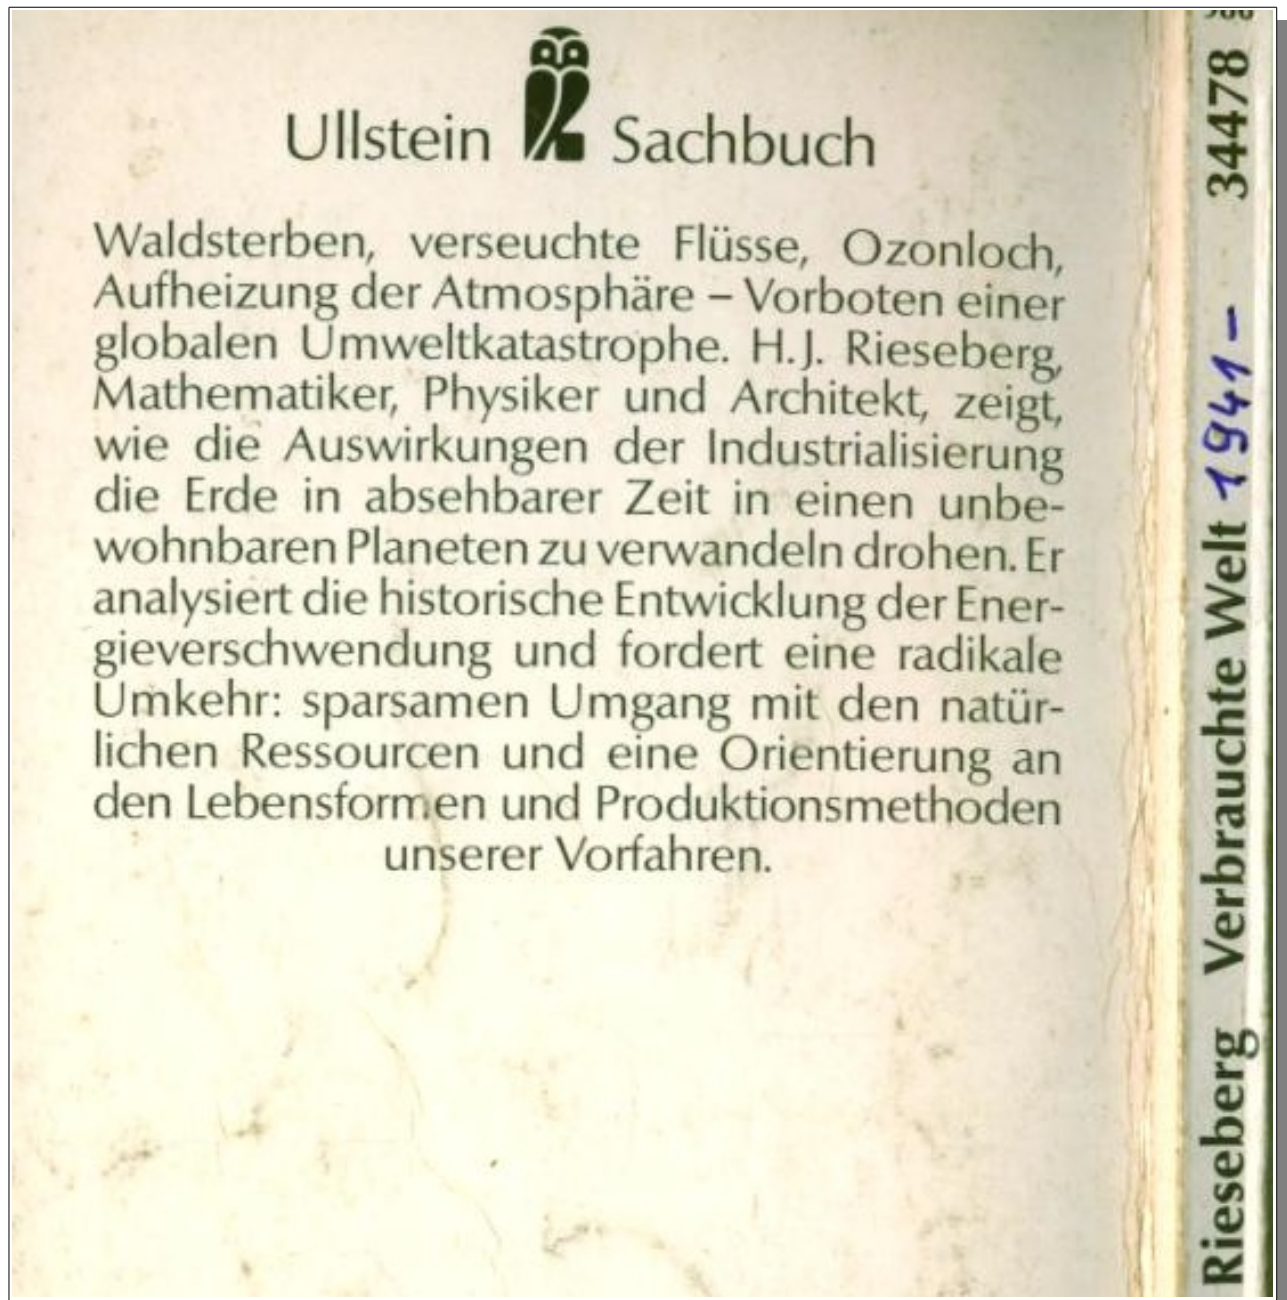 Ullstein Sachbuch
Waldsterben, verseuchte Flüsse, Ozonloch,
Aufheizung der Atmosphäre – Vorboten einer
globalen Umweltkatastrophe. H. J. Rieseberg,
Mathematiker, Physiker und Architekt, zeigt,
wie die Auswirkungen der Industrialisierung
die Erde in absehbarer Zeit in einen unbe-
wohnbaren Planeten zu verwandeln drohen. Er
analysiert die historische Entwicklung der Ener-
gieverschwendung und fordert eine radikale
Umkehr: sparsamen Umgang mit den natür-
lichen Ressourcen und eine Orientierung an
den Lebensformen und Produktionsmethoden
unserer Vorfahren.
Rieseberg Verbrauchte Welt 1941– 34478